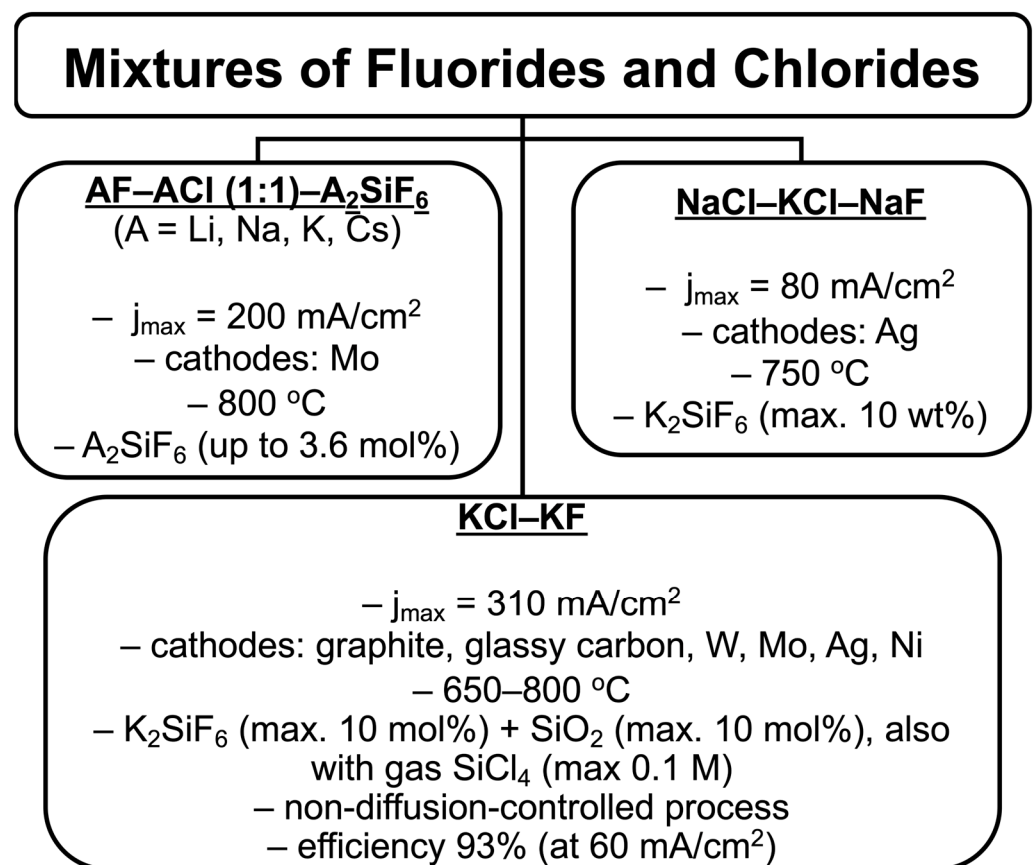 Mixtures of Fluorides and Chlorides
AF–ACl (1:1)–A₂SiF₆
(A = Li, Na, K, Cs)
– jₘₐₓ = 200 mA/cm²
– cathodes: Mo
– 800 ºC
– A₂SiF₆ (up to 3.6 mol%)
NaCl–KCl–NaF
– jₘₐₓ = 80 mA/cm²
– cathodes: Ag
– 750 ºC
– K₂SiF₆ (max. 10 wt%)
KCl–KF
– jₘₐₓ = 310 mA/cm²
– cathodes: graphite, glassy carbon, W, Mo, Ag, Ni
– 650–800 ºC
– K₂SiF₆ (max. 10 mol%) + SiO₂ (max. 10 mol%), also
with gas SiCl₄ (max 0.1 M)
– non-diffusion-controlled process
– efficiency 93% (at 60 mA/cm²)